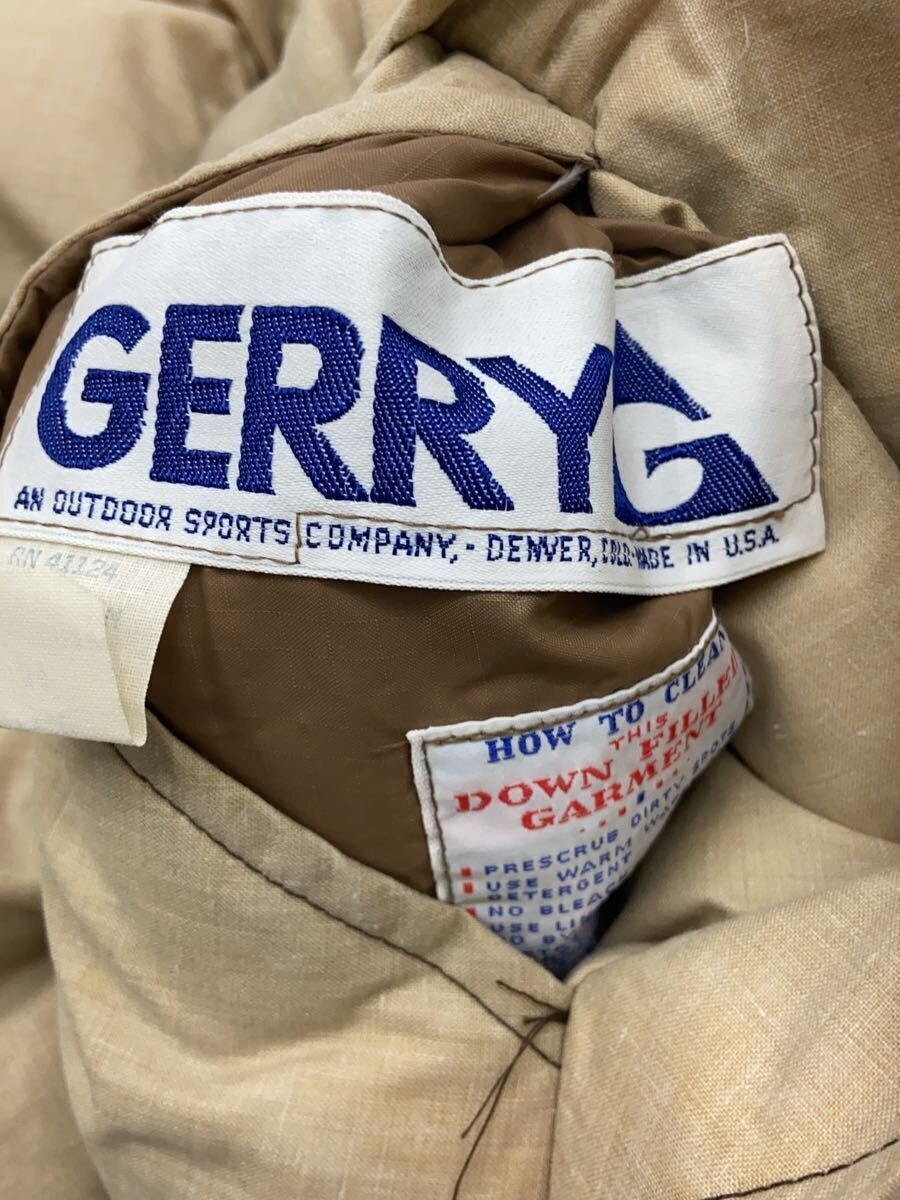 GERRY G
AN OUTDOOR SPORTS COMPANY, - DENVER, COLO. MADE IN U.S.A.
RN 41124
HOW TO CLEAN
THIS
DOWN FILLED
GARMENT
PRESCRUB DIRTY SPOTS
USE WARM
DETERGENT
NO BLEACH
USE